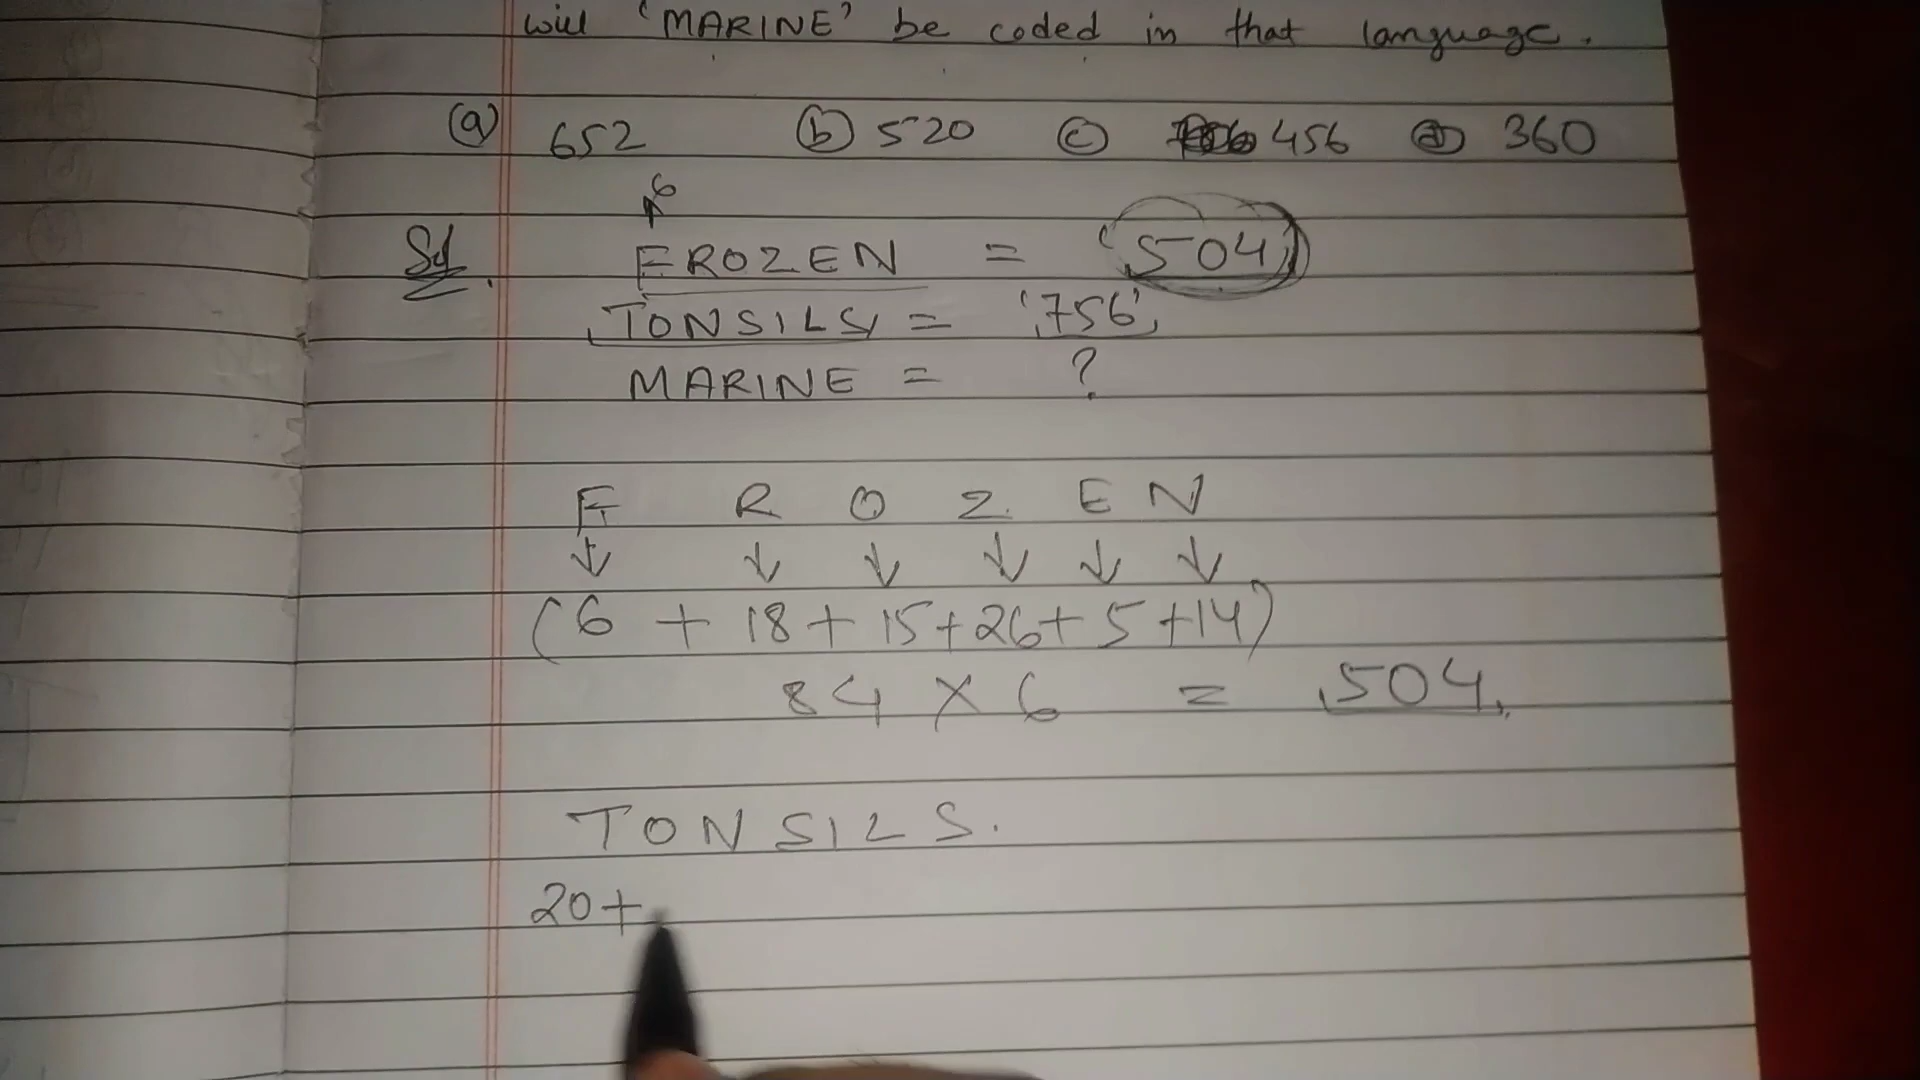 will 'MARINE' be coded in that language.
(a) 652 (b) 520 (c) 456 (d) 360
6
Sol. FROZEN = '504'
TONSILS = '756'
MARINE = ?
F R O Z E N
(6 + 18 + 15 + 26 + 5 + 14)
84 × 6 = 504
TONSILS.
20 +